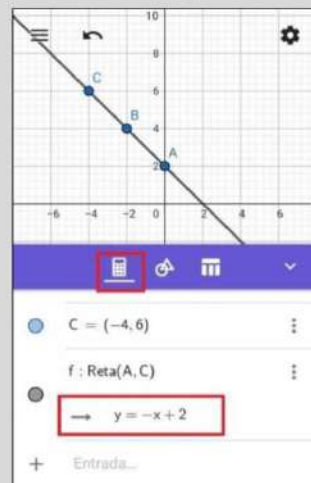 10
8
C
6
B
4
A
2
-6 -4 -2 0 2 4 6
C = (−4, 6)
f : Reta(A, C)
→ y = −x + 2
+ Entrada...